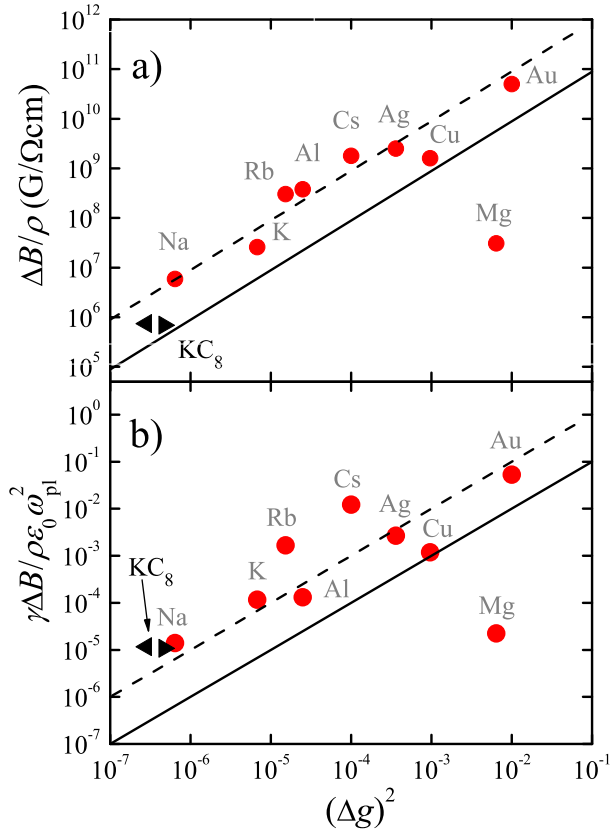 a)
10^12
10^11
10^10
10^9
10^8
10^7
10^6
10^5
ΔB/ρ (G/Ωcm)
Au
Ag
Cs
Cu
Al
Rb
Mg
K
Na
KC₈
b)
10^0
10^-1
10^-2
10^-3
10^-4
10^-5
10^-6
10^-7
γΔB/ρε₀ω²pl
Au
Cs
Ag
Rb
Cu
KC₈
K
Al
Na
Mg
10^-7 10^-6 10^-5 10^-4 10^-3 10^-2 10^-1
(Δg)²